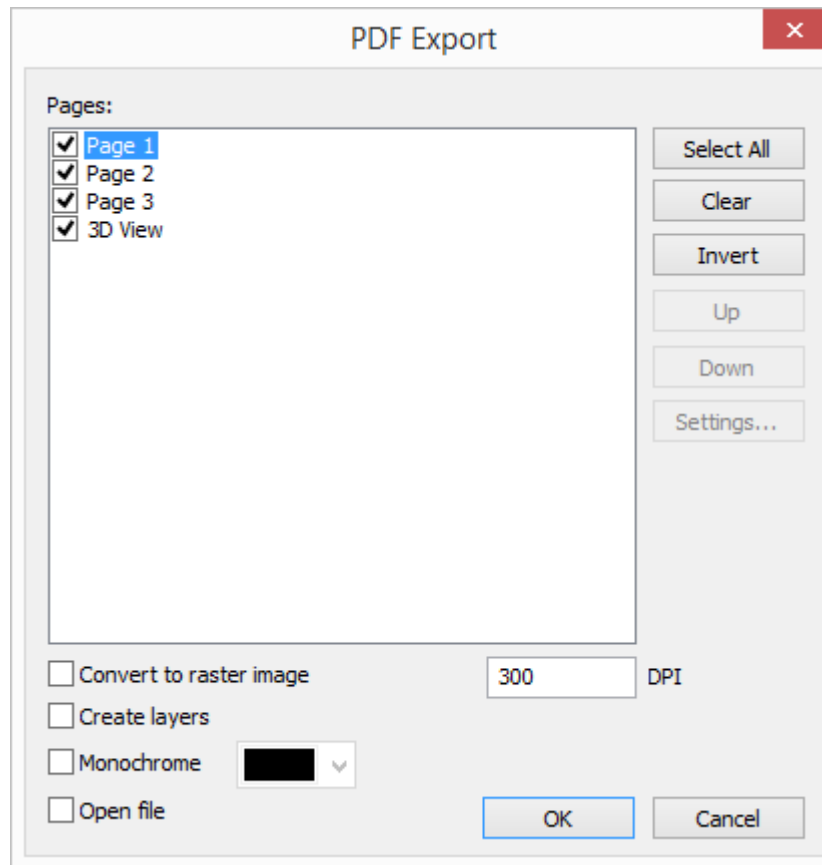 PDF Export
Pages:
Page 1
Page 2
Page 3
3D View
Select All
Clear
Invert
Up
Down
Settings...
Convert to raster image
300
DPI
Create layers
Monochrome
Open file
OK
Cancel